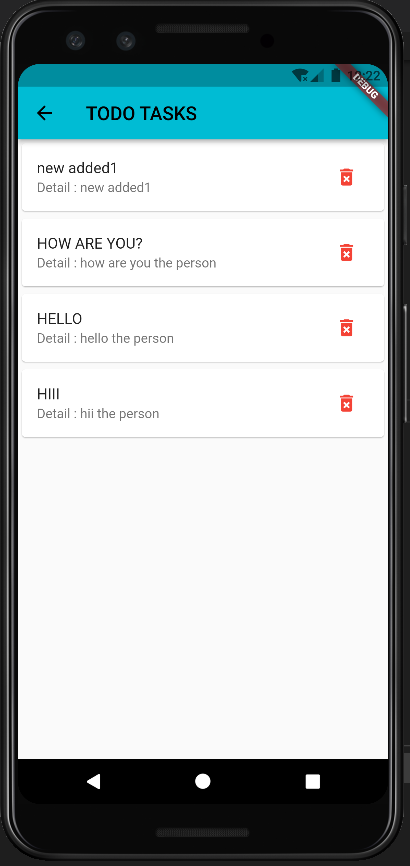 :22
DEBUG
TODO TASKS
new added1
Detail : new added1
HOW ARE YOU?
Detail : how are you the person
HELLO
Detail : hello the person
HIII
Detail : hii the person